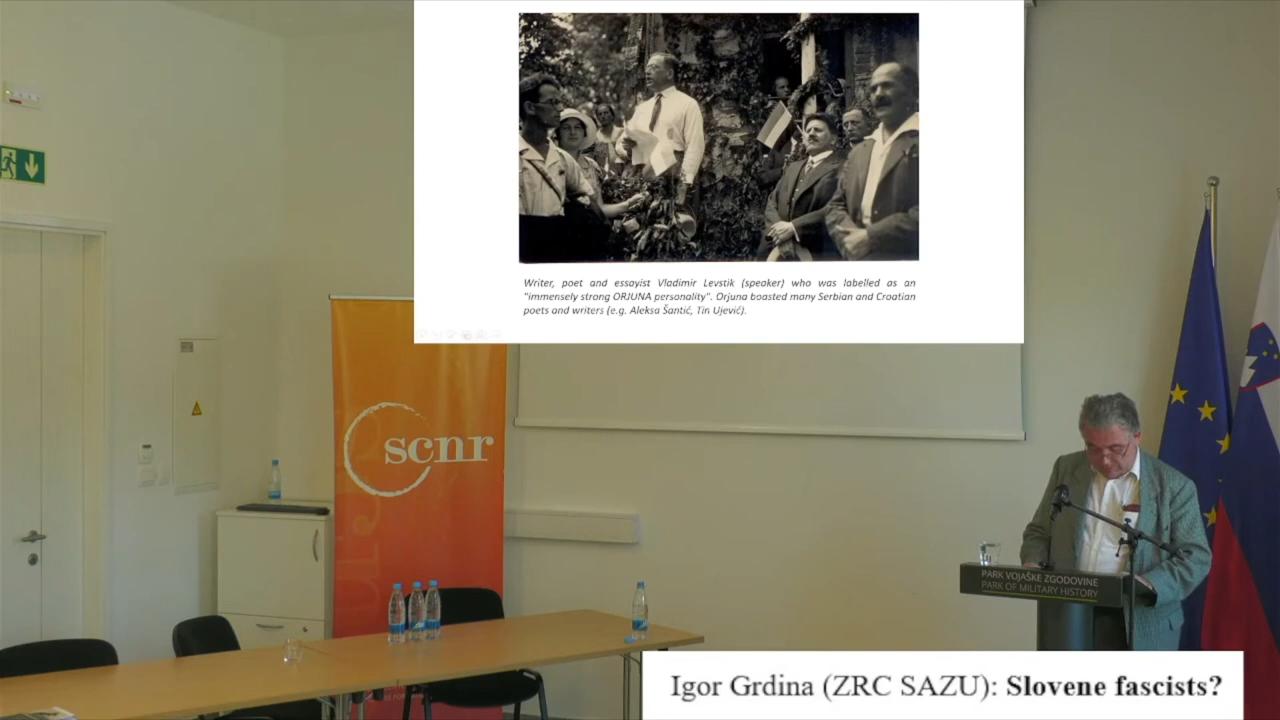 Writer, poet and essayist Vladimir Levstik (speaker) who was labelled as an
"immensely strong ORJUNA personality". Orjuna boasted many Serbian and Croatian
poets and writers (e.g. Aleksa Šantić, Tin Ujević).
scnr
PARK VOJAŠKE ZGODOVINE
PARK OF MILITARY HISTORY
Igor Grdina (ZRC SAZU): Slovene fascists?